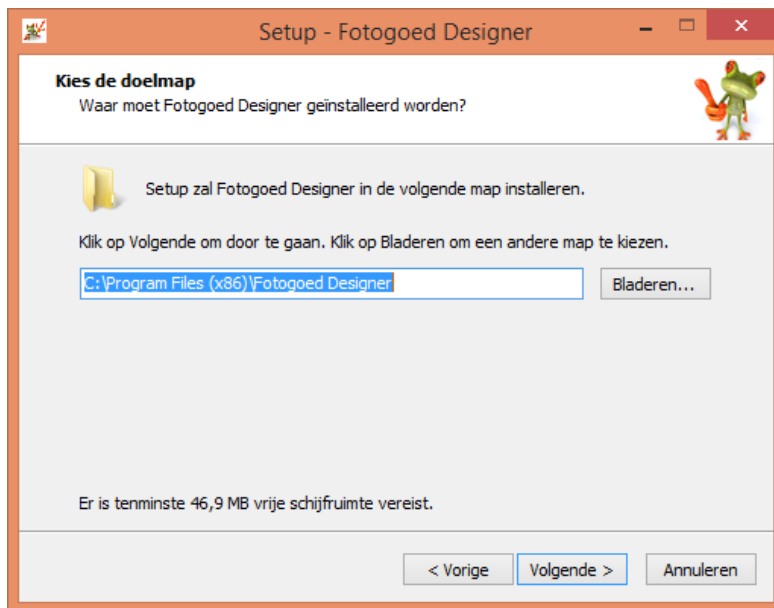 Setup - Fotogoed Designer
Kies de doelmap
Waar moet Fotogoed Designer geïnstalleerd worden?
Setup zal Fotogoed Designer in de volgende map installeren.
Klik op Volgende om door te gaan. Klik op Bladeren om een andere map te kiezen.
C:\Program Files (x86)\Fotogoed Designer
Bladeren...
Er is tenminste 46,9 MB vrije schijfruimte vereist.
< Vorige
Volgende >
Annuleren